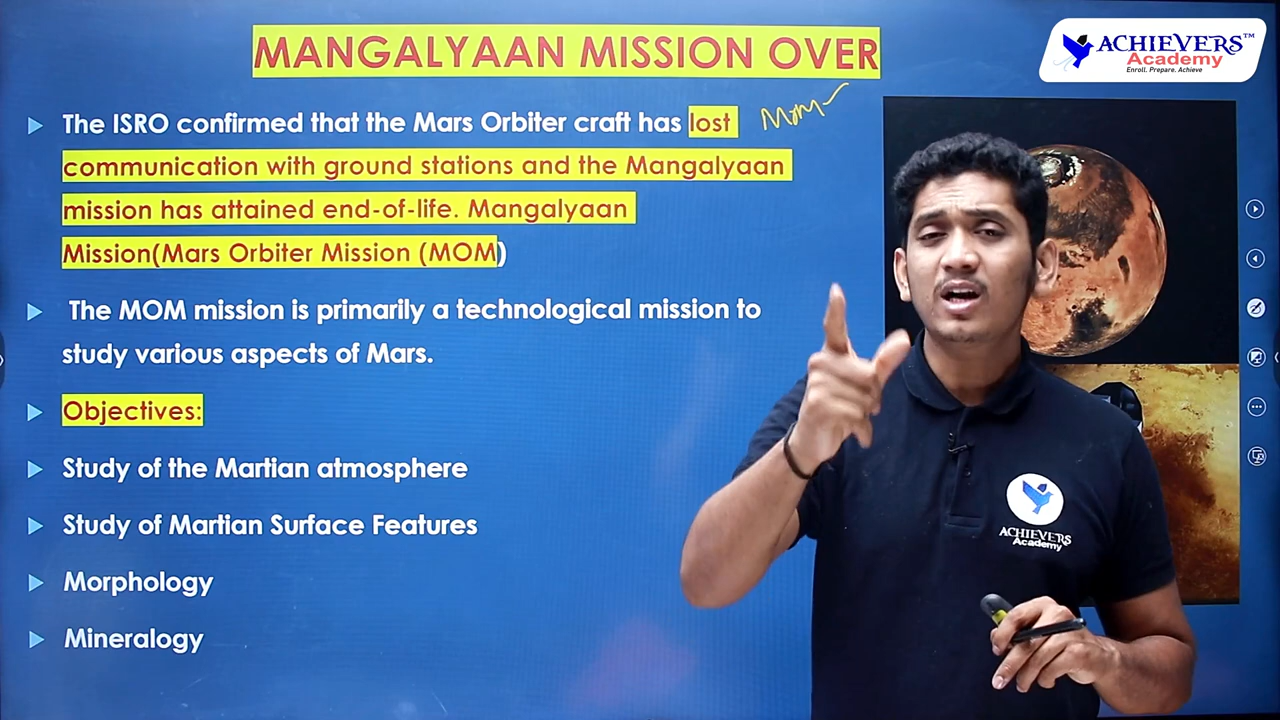 MANGALYAAN MISSION OVER
ACHIEVERS™
Academy
Enroll. Prepare. Achieve
The ISRO confirmed that the Mars Orbiter craft has lost
MOM
communication with ground stations and the Mangalyaan
mission has attained end-of-life. Mangalyaan
Mission(Mars Orbiter Mission (MOM)
The MOM mission is primarily a technological mission to
study various aspects of Mars.
Objectives:
Study of the Martian atmosphere
Study of Martian Surface Features
Morphology
Mineralogy
ACHIEVERS
Academy